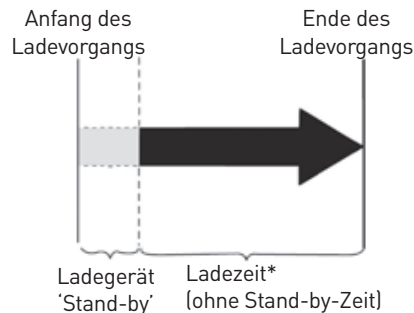 Anfang des
Ladevorgangs
Ende des
Ladevorgangs
Ladegerät
‘Stand-by’
Ladezeit*
(ohne Stand-by-Zeit)